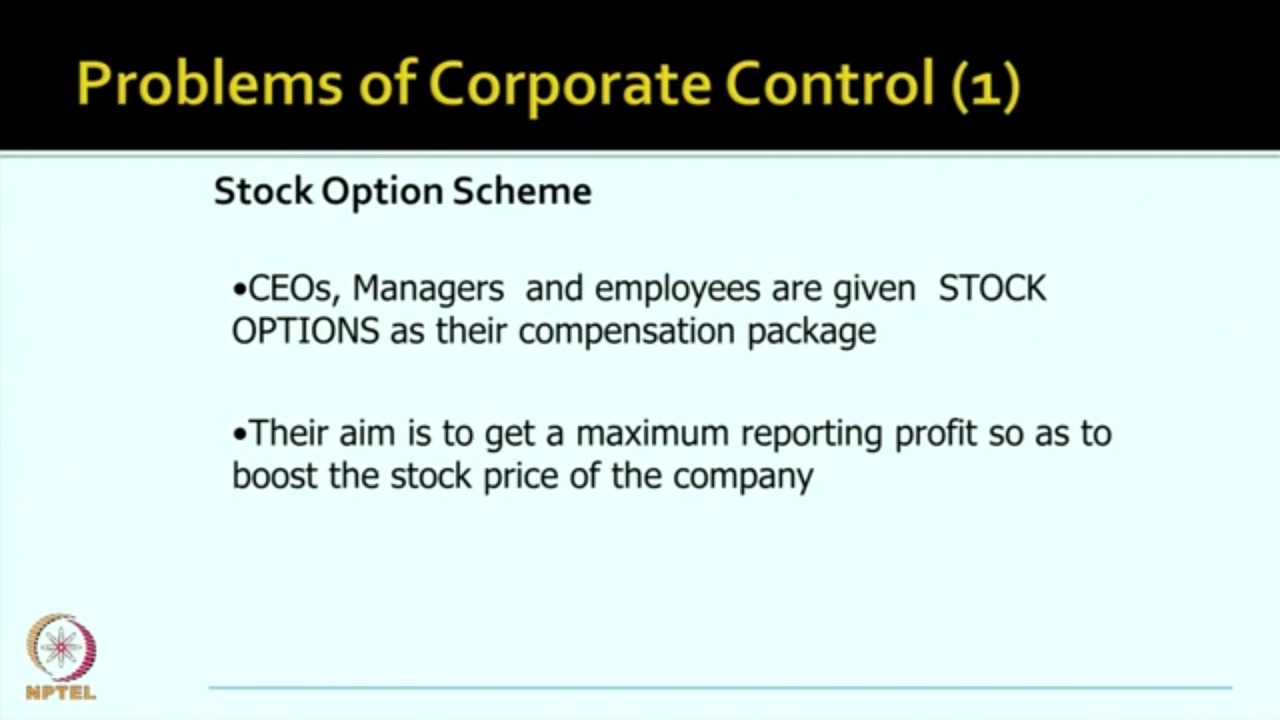 Problems of Corporate Control (1)
Stock Option Scheme
•CEOs, Managers  and employees are given  STOCK
OPTIONS as their compensation package
•Their aim is to get a maximum reporting profit so as to
boost the stock price of the company
NPTEL